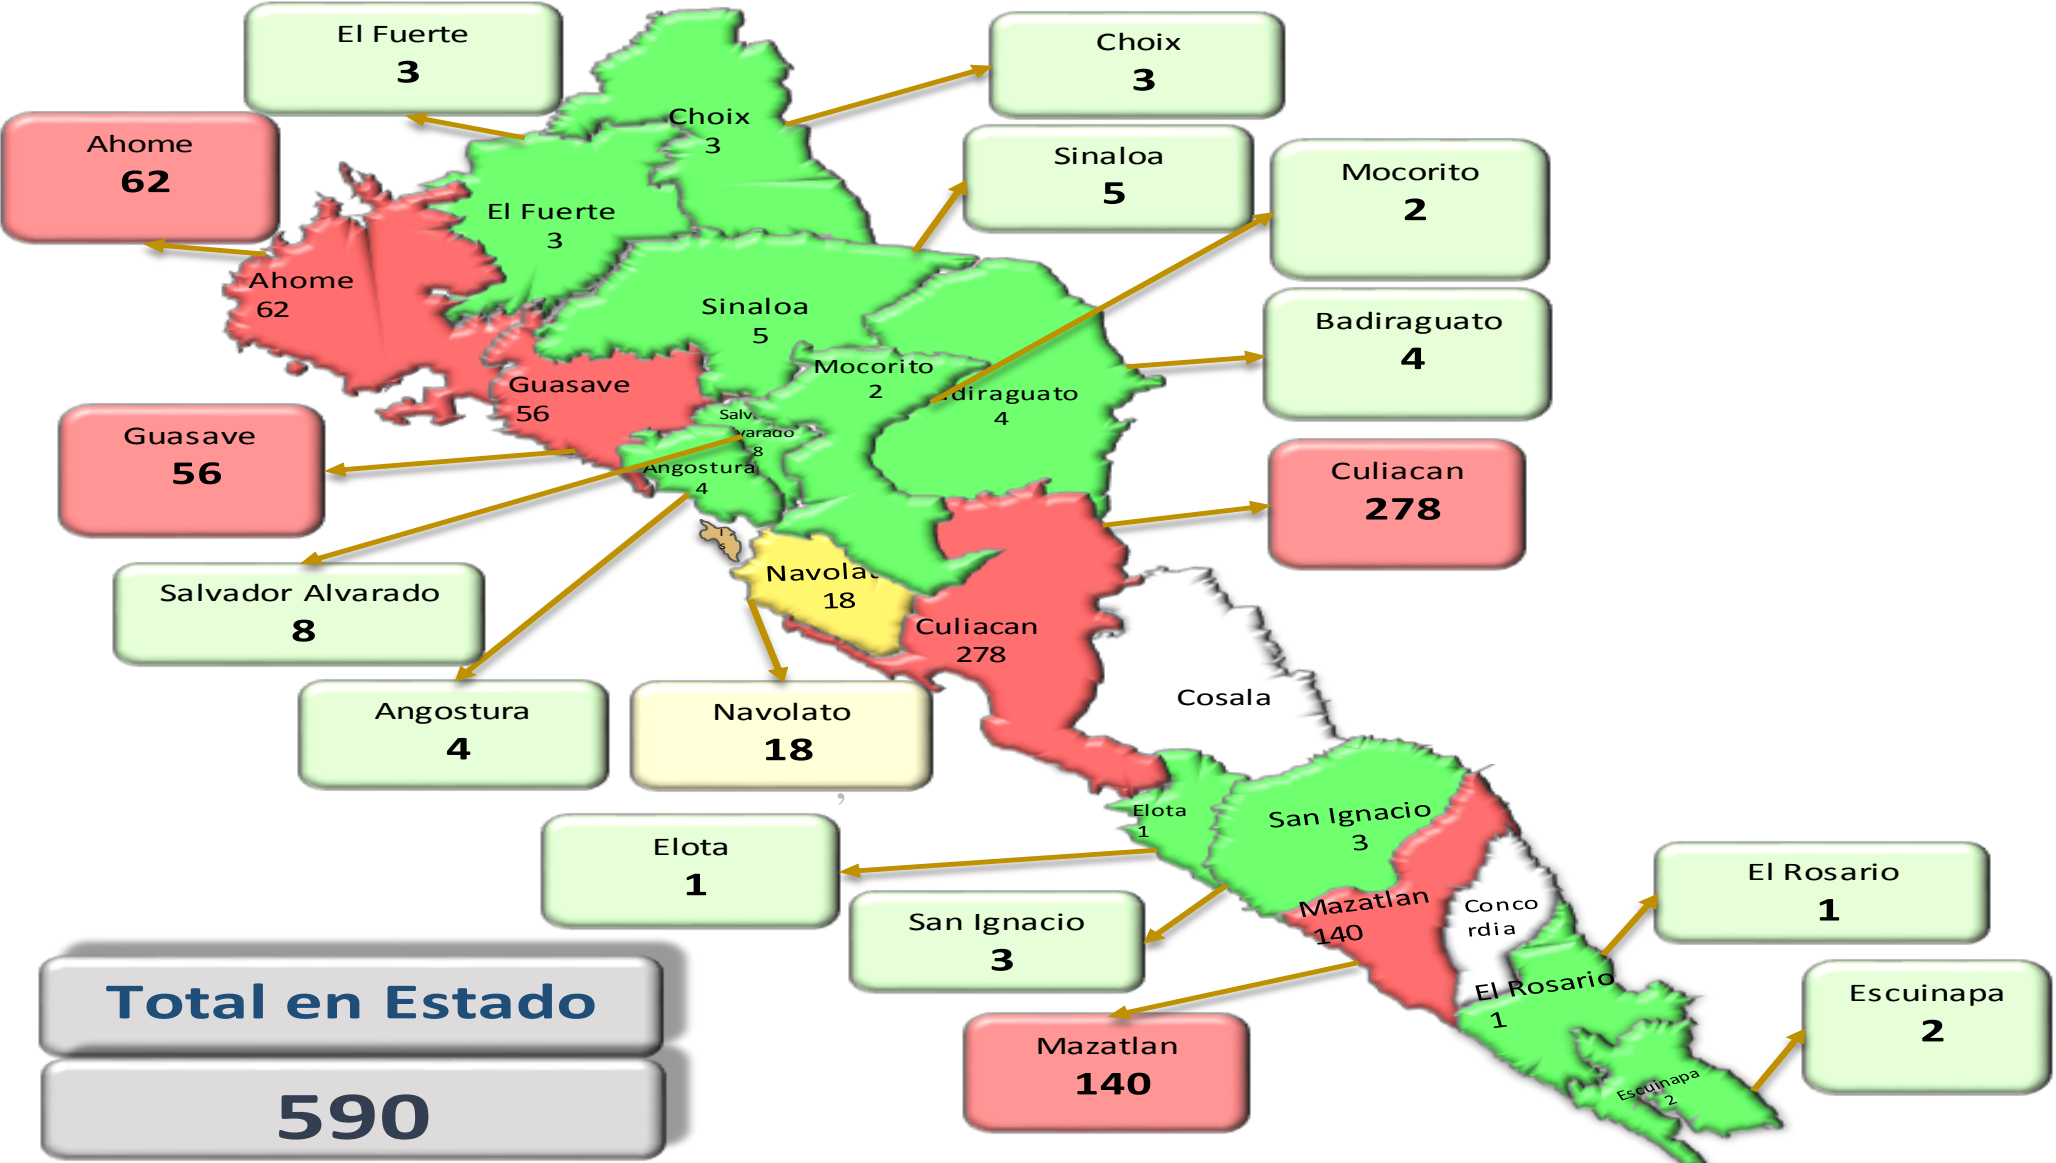 El Fuerte
3
Choix
3
Ahome
62
Sinaloa
5
Mocorito
2
Badiraguato
4
Guasave
56
Culiacan
278
Salvador Alvarado
8
Angostura
4
Navolato
18
Elota
1
San Ignacio
3
Mazatlan
140
El Rosario
1
Escuinapa
2
Choix
3
El Fuerte
3
Ahome
62
Sinaloa
5
Mocorito
2
diraguato
4
Guasave
56
Salv
varado
8
Angostura
4
Navolat
18
Culiacan
278
Cosala
Elota
1
San Ignacio
3
Mazatlan
140
Conco
rdia
El Rosario
1
Escuinapa
2
,
Total en Estado
590